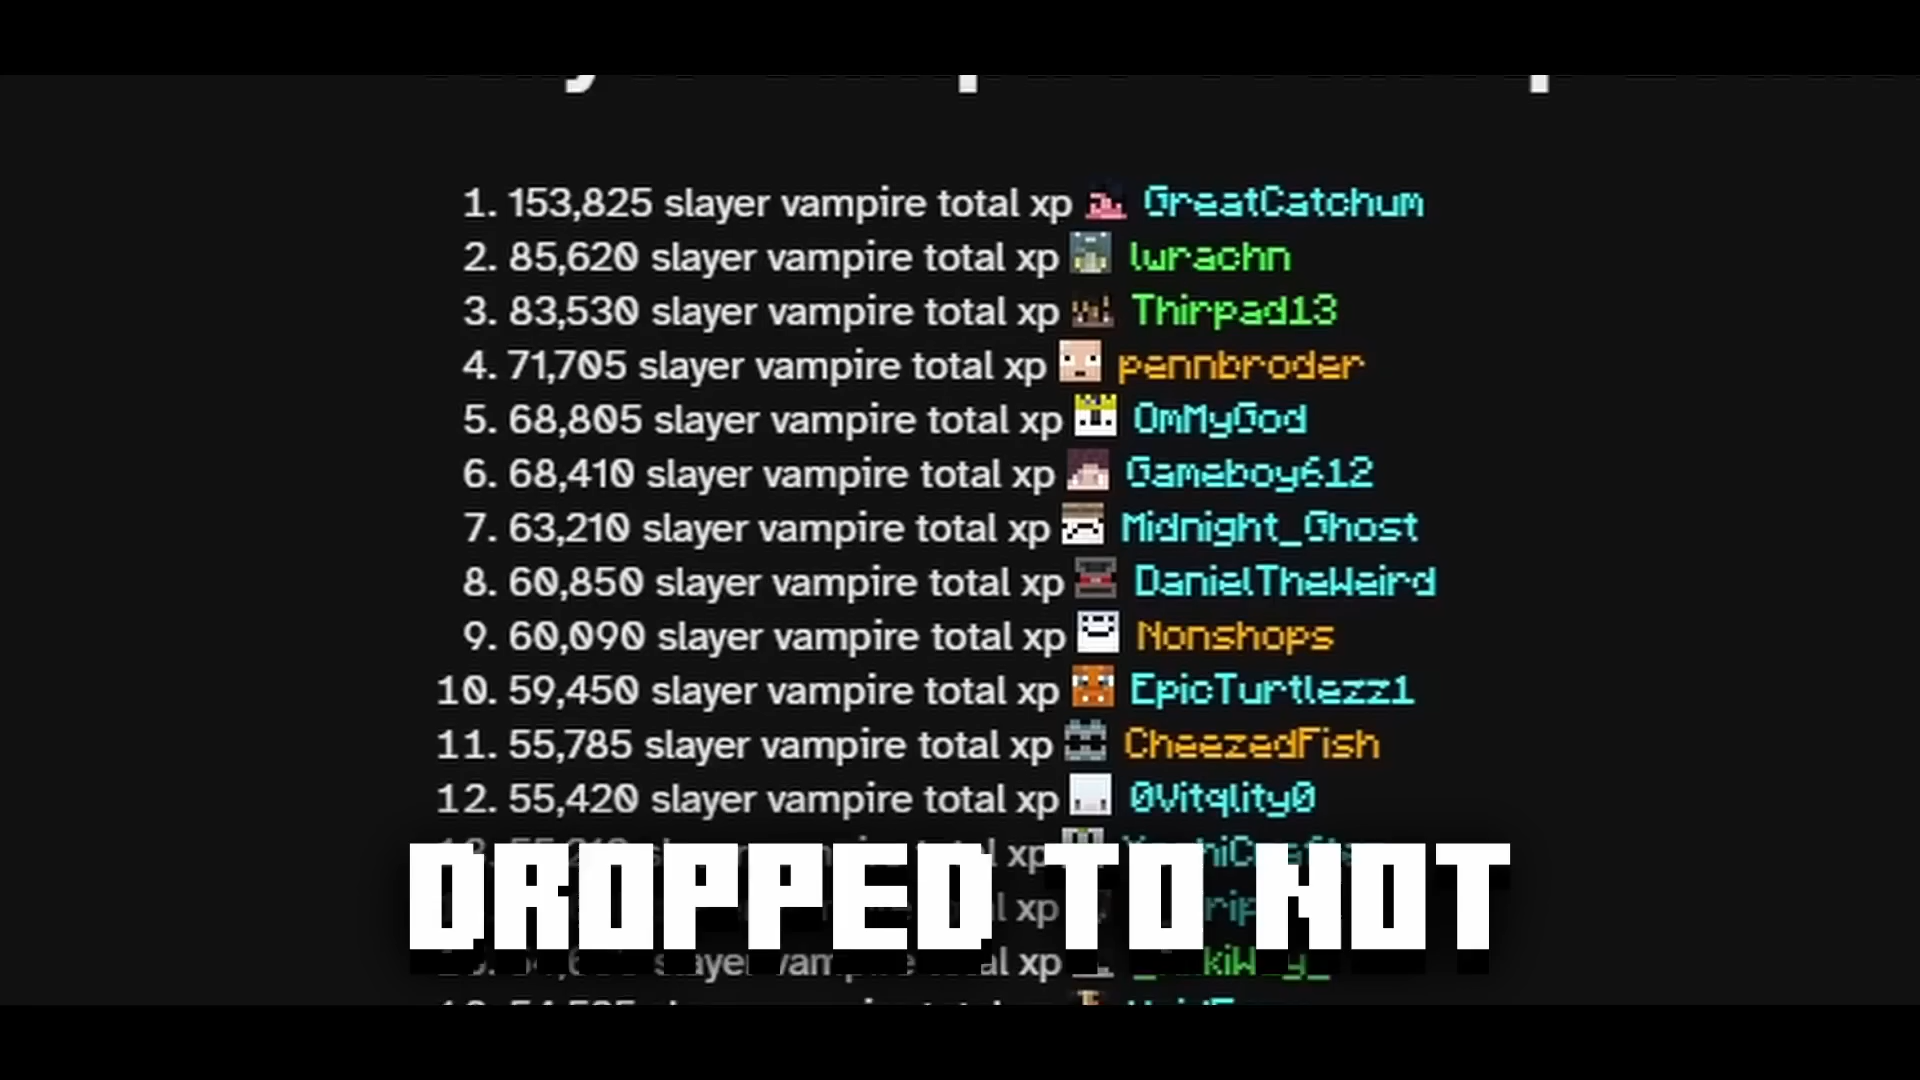 1. 153,825 slayer vampire total xp GreatCatchum
2. 85,620 slayer vampire total xp lwrachn
3. 83,530 slayer vampire total xp Thirpad13
4. 71,705 slayer vampire total xp pennbroder
5. 68,805 slayer vampire total xp OmMyGod
6. 68,410 slayer vampire total xp Gameboy612
7. 63,210 slayer vampire total xp Midnight_Ghost
8. 60,850 slayer vampire total xp DanielTheWeird
9. 60,090 slayer vampire total xp Nonshops
10. 59,450 slayer vampire total xp EpicTurtlezz1
11. 55,785 slayer vampire total xp CheezedFish
12. 55,420 slayer vampire total xp 0Vitqlity0
xp
DROPPED TO NOT
xp
xp